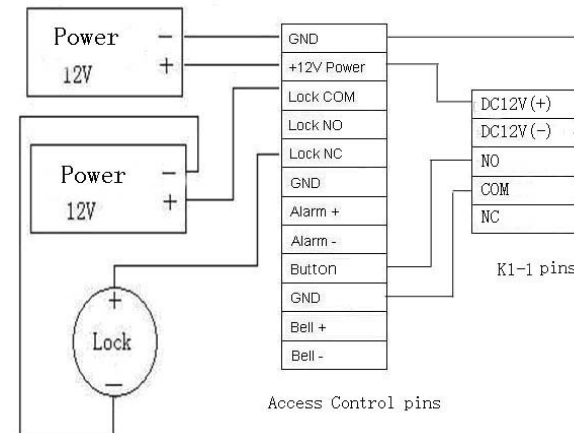 Power -
12V +
Power -
12V +
+
Lock
-
GND
+12V Power
Lock COM
Lock NO
Lock NC
GND
Alarm +
Alarm -
Button
GND
Bell +
Bell -
Access Control pins
DC12V(+)
DC12V(-)
NO
COM
NC
K1-1 pins